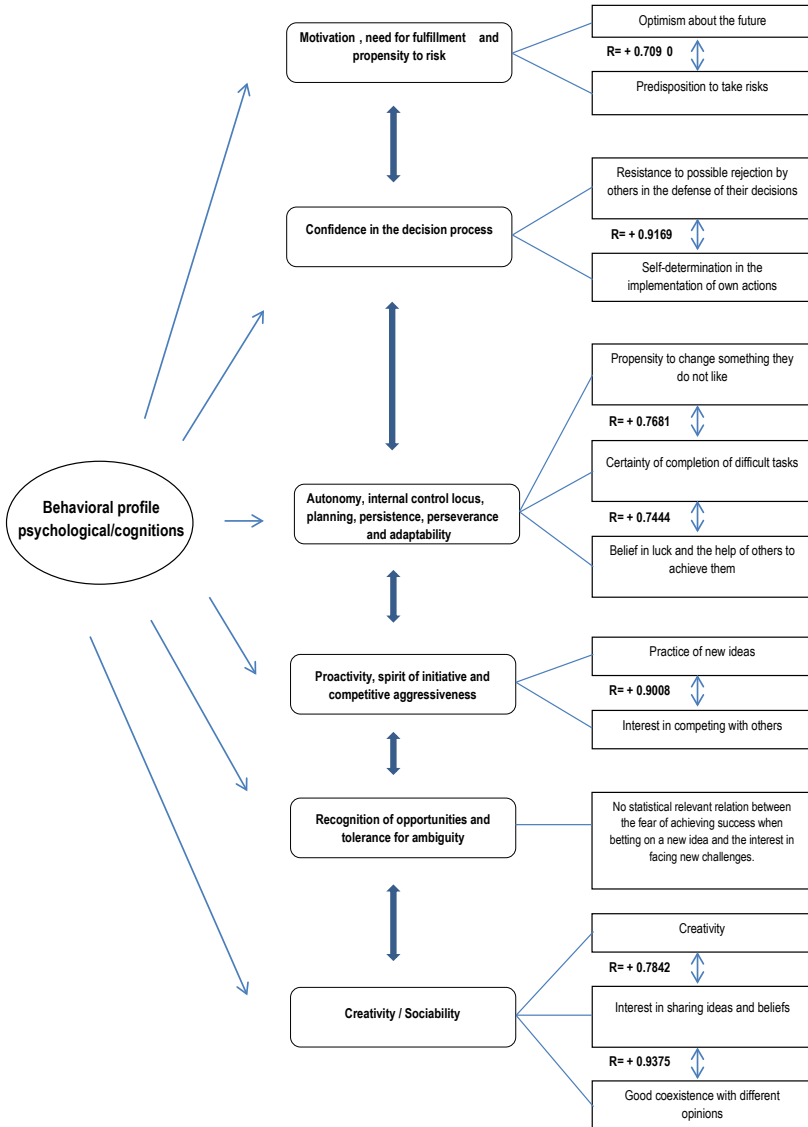 Motivation , need for fulfillment and
propensity to risk
Optimism about the future
R= + 0.709 0
Predisposition to take risks
Confidence in the decision process
Resistance to possible rejection by
others in the defense of their decisions
R= + 0.9169
Self-determination in the
implementation of own actions
Behavioral profile
psychological/cognitions
Autonomy, internal control locus,
planning, persistence, perseverance
and adaptability
Propensity to change something they
do not like
R= + 0.7681
Certainty of completion of difficult tasks
R= + 0.7444
Belief in luck and the help of others to
achieve them
Proactivity, spirit of initiative and
competitive aggressiveness
Practice of new ideas
R= + 0.9008
Interest in competing with others
Recognition of opportunities and
tolerance for ambiguity
No statistical relevant relation between
the fear of achieving success when
betting on a new idea and the interest in
facing new challenges.
Creativity / Sociability
Creativity
R= + 0.7842
Interest in sharing ideas and beliefs
R= + 0.9375
Good coexistence with different
opinions